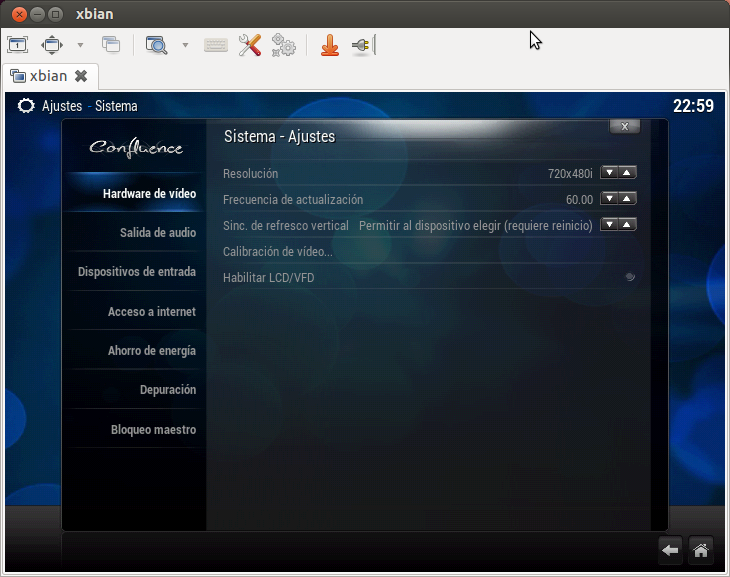 xbian
xbian
Ajustes - Sistema
22:59
Confluence
Sistema - Ajustes
X
Hardware de vídeo
Salida de audio
Dispositivos de entrada
Acceso a internet
Ahorro de energía
Depuración
Bloqueo maestro
Resolución 720x480i
Frecuencia de actualización 60.00
Sinc. de refresco vertical Permitir al dispositivo elegir (requiere reinicio)
Calibración de vídeo...
Habilitar LCD/VFD